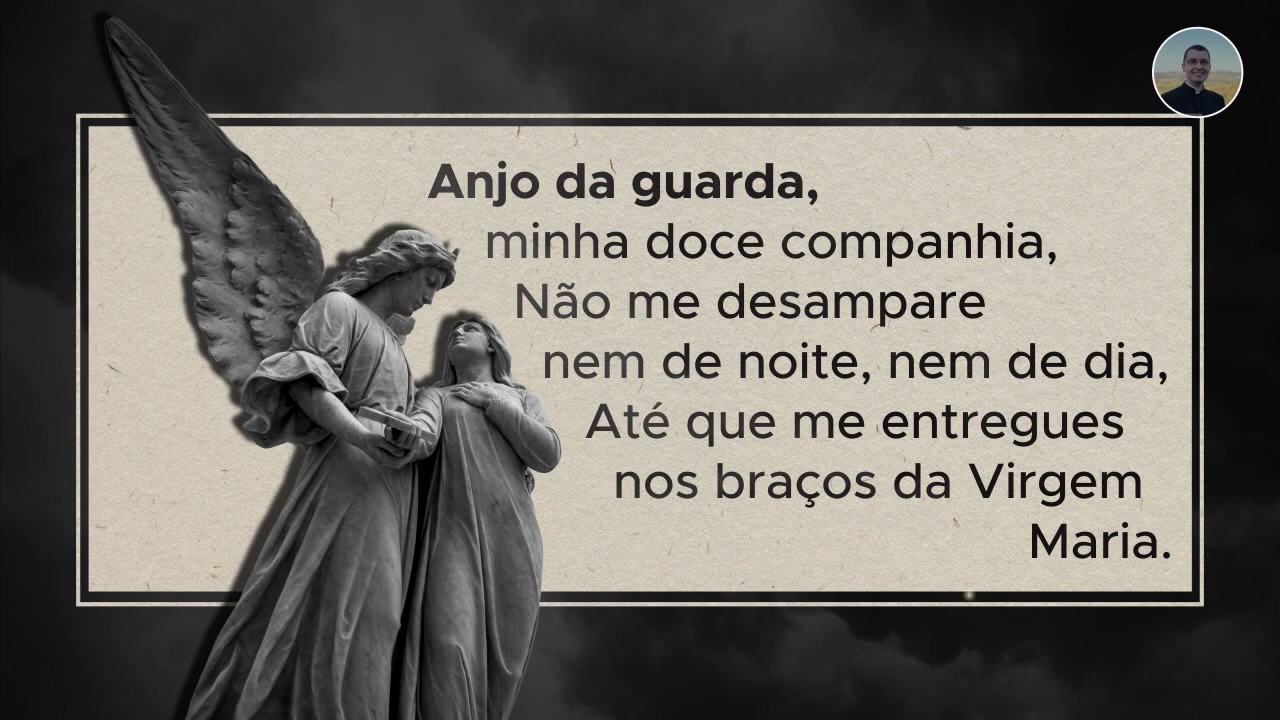 Anjo da guarda,
minha doce companhia,
Não me desampare
nem de noite, nem de dia,
Até que me entregues
nos braços da Virgem
Maria.